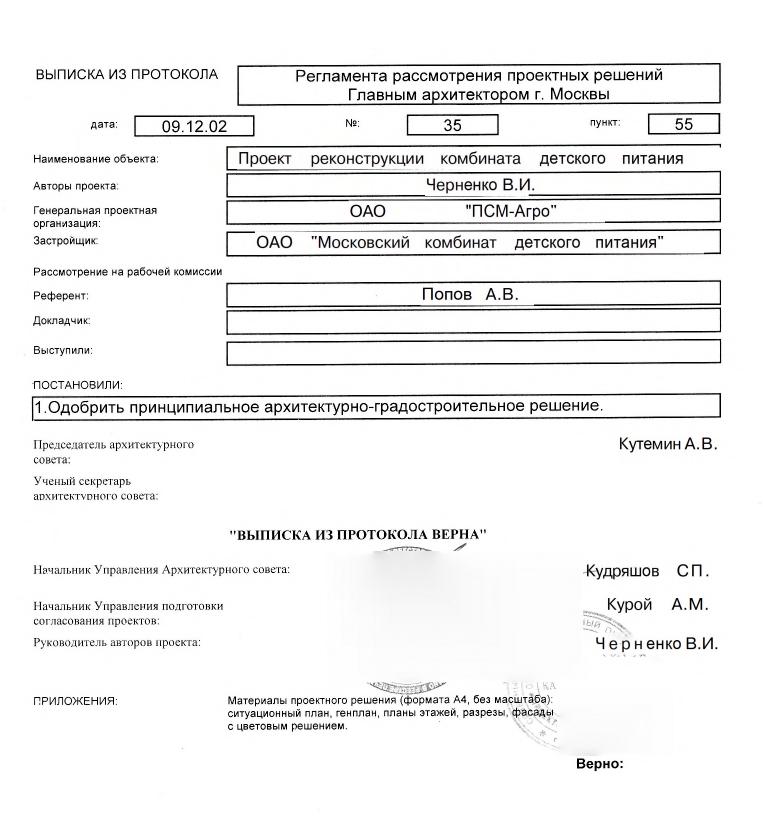 ВЫПИСКА ИЗ ПРОТОКОЛА
Регламента рассмотрения проектных решений
Главным архитектором г. Москвы
дата: 09.12.02 №: 35 пункт: 55
Наименование объекта: Проект реконструкции комбината детского питания
Авторы проекта: Черненко В.И.
Генеральная проектная
организация:
ОАО "ПСМ-Агро"
Застройщик: ОАО "Московский комбинат детского питания"
Рассмотрение на рабочей комиссии
Референт: Попов А.В.
Докладчик:
Выступили:
ПОСТАНОВИЛИ:
1.Одобрить принципиальное архитектурно-градостроительное решение.
Председатель архитектурного
совета:
Кутемин А.В.
Ученый секретарь
архитектурного совета:
"ВЫПИСКА ИЗ ПРОТОКОЛА ВЕРНА"
Начальник Управления Архитектурного совета: Кудряшов СП.
Начальник Управления подготовки
согласования проектов:
Курой А.М.
Руководитель авторов проекта: Черненко В.И.
ПРИЛОЖЕНИЯ:
Материалы проектного решения (формата А4, без масштаба):
ситуационный план, генплан, планы этажей, разрезы, фасады
с цветовым решением.
Верно: